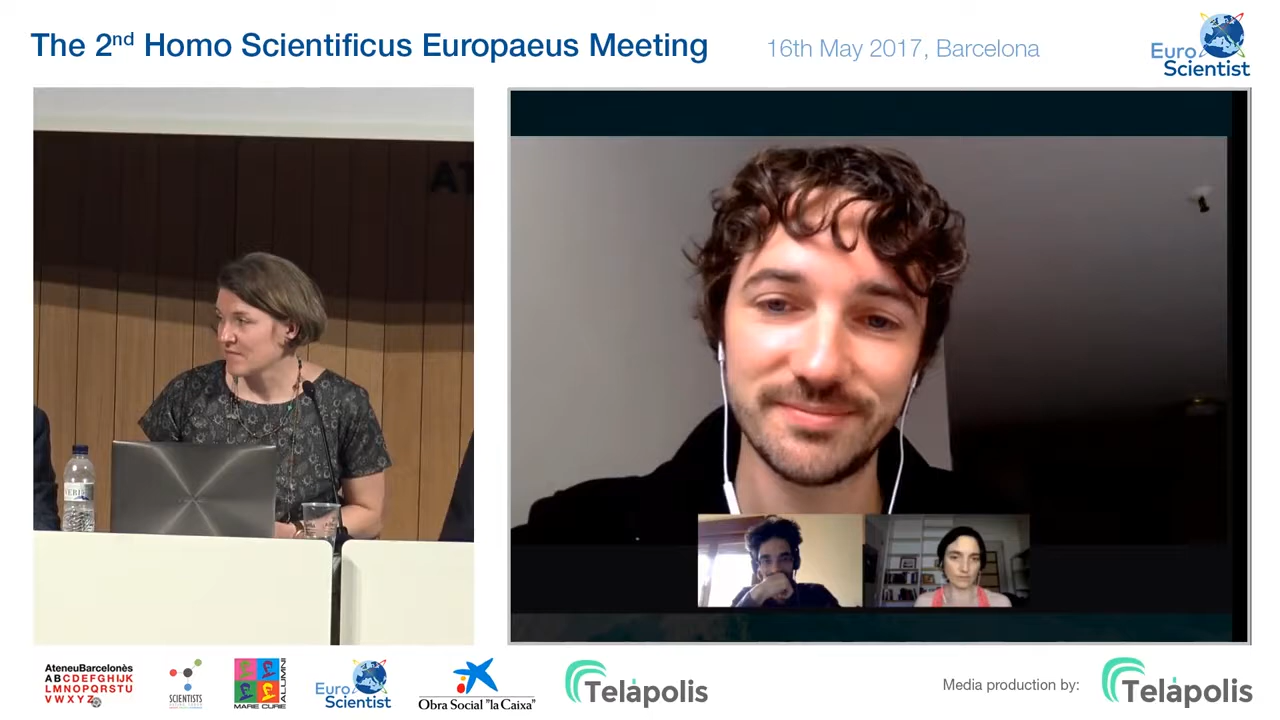 The 2nd Homo Scientificus Europaeus Meeting
16th May 2017, Barcelona
Euro
Scientist
AT
AteneuBarcelonès
ABCDEFGHIJK
LMNOPQRSTU
VWXYZ
SCIENTISTS
MARIE CURIE ALUMNI
Euro
Scientist
Obra Social "la Caixa"
Telàpolis
Media production by:
Telàpolis